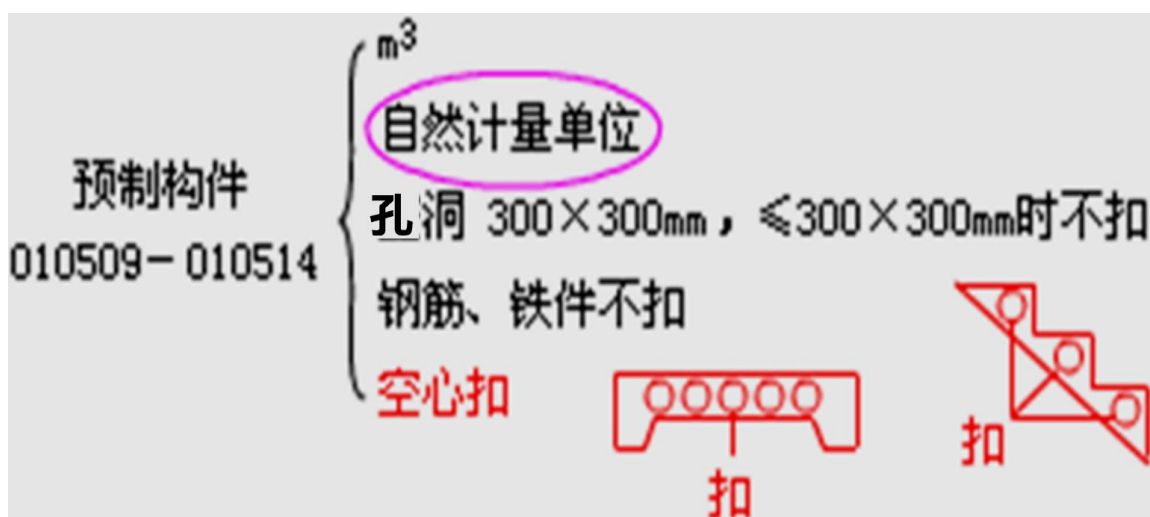 m³
自然计量单位
预制构件
孔洞 300×300mm，≤300×300mm时不扣
010509－010514
钢筋、铁件不扣
空心扣
扣
扣